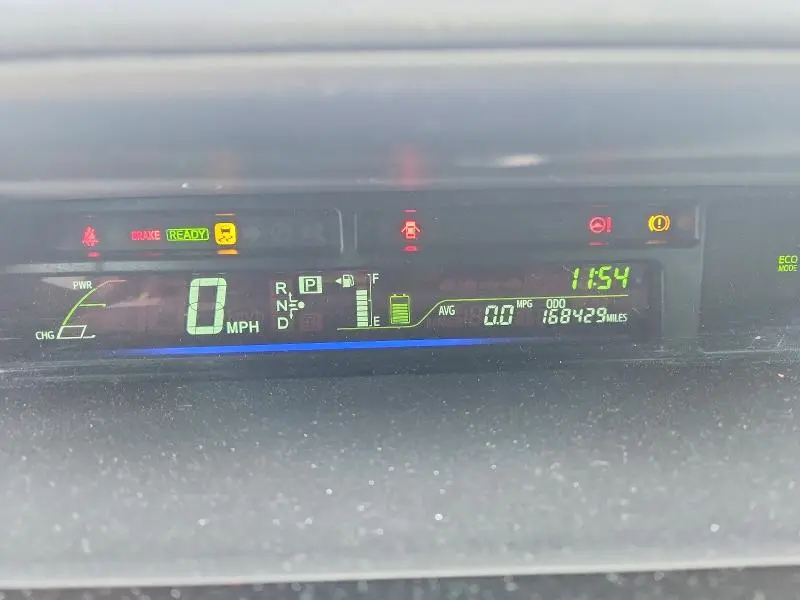 BRAKE READY
ECO
MODE
PWR
CHG
0 MPH
R
N
D
P
F
E
11:54
AVG 0.0 MPG
ODO
168429 MILES